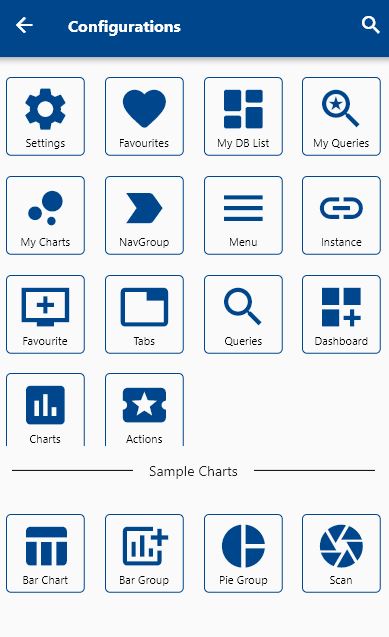 Configurations
Settings Favourites My DB List My Queries
My Charts NavGroup Menu Instance
Favourite Tabs Queries Dashboard
Charts Actions
Sample Charts
Bar Chart Bar Group Pie Group Scan